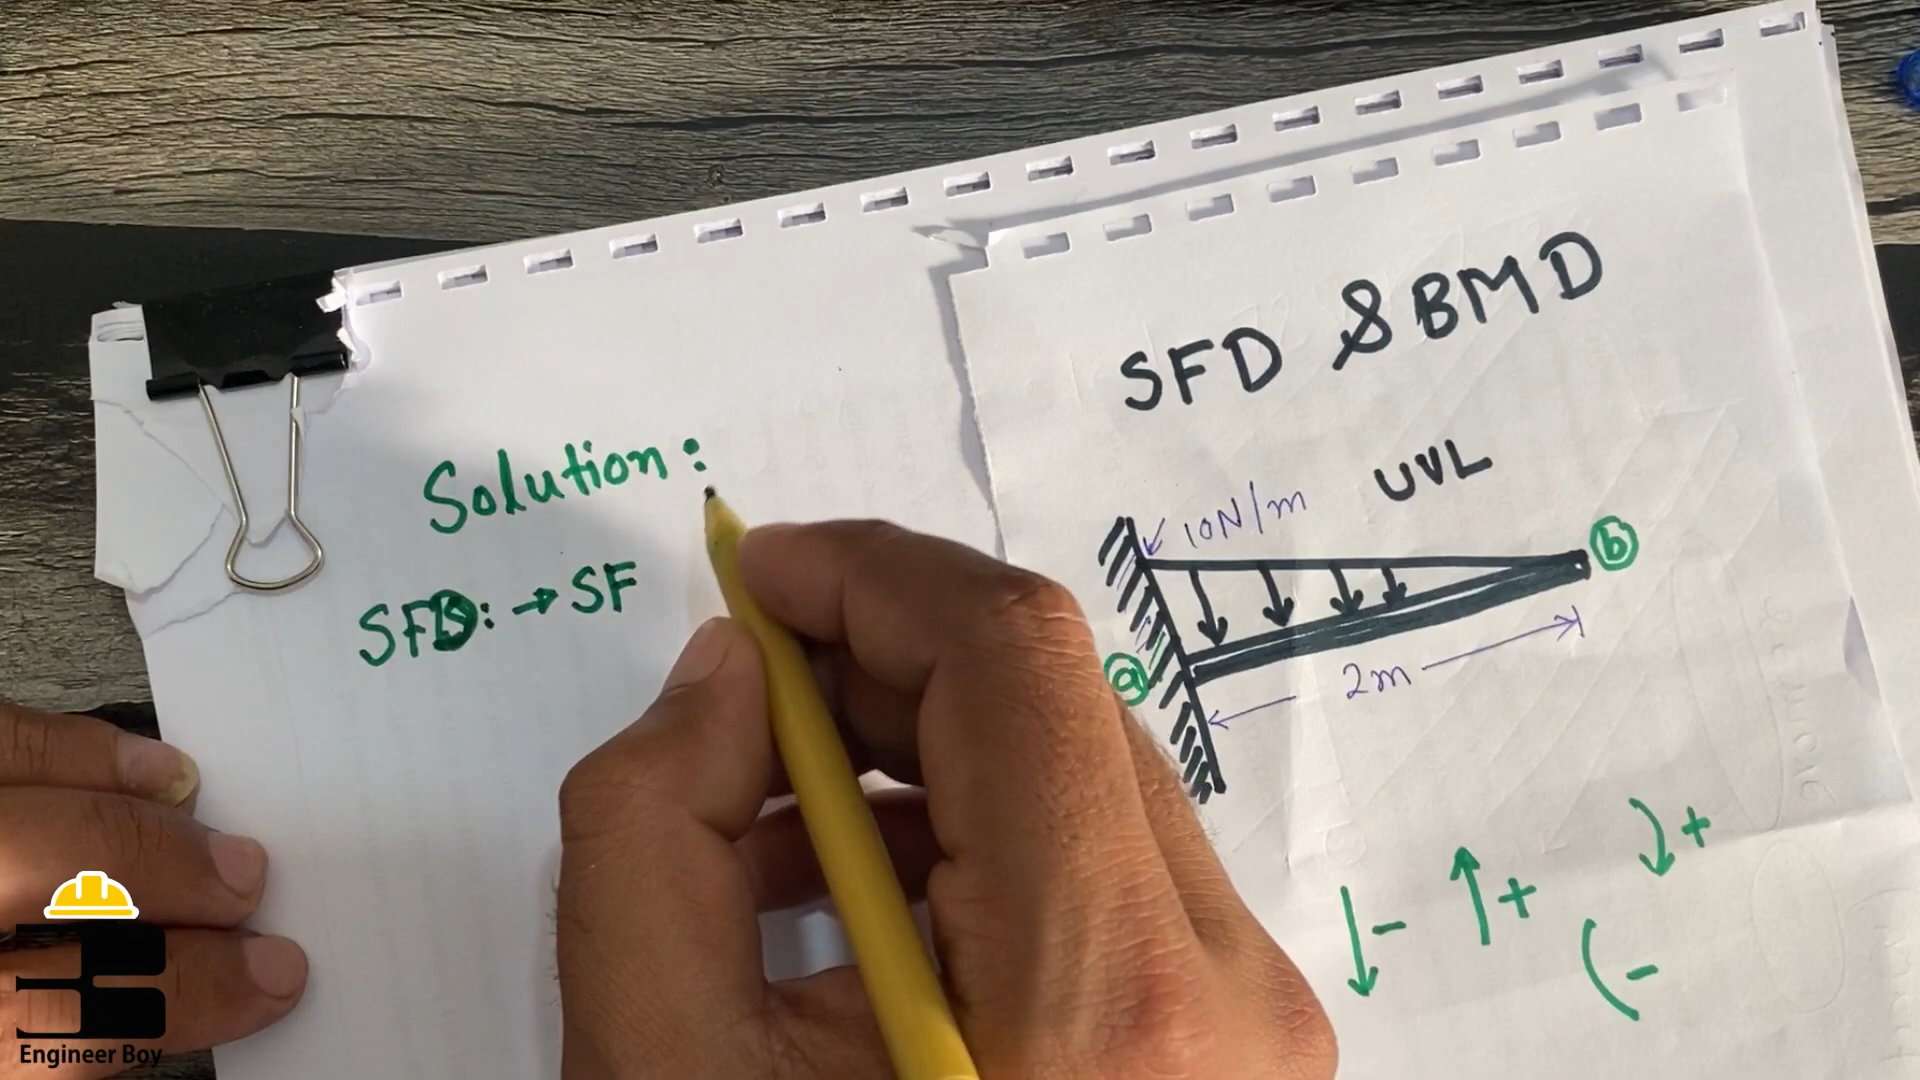 Solution:
SFD: → SF
SFD & BMD
UVL
10N/m
b
a
2m
- + +
-
Engineer Boy